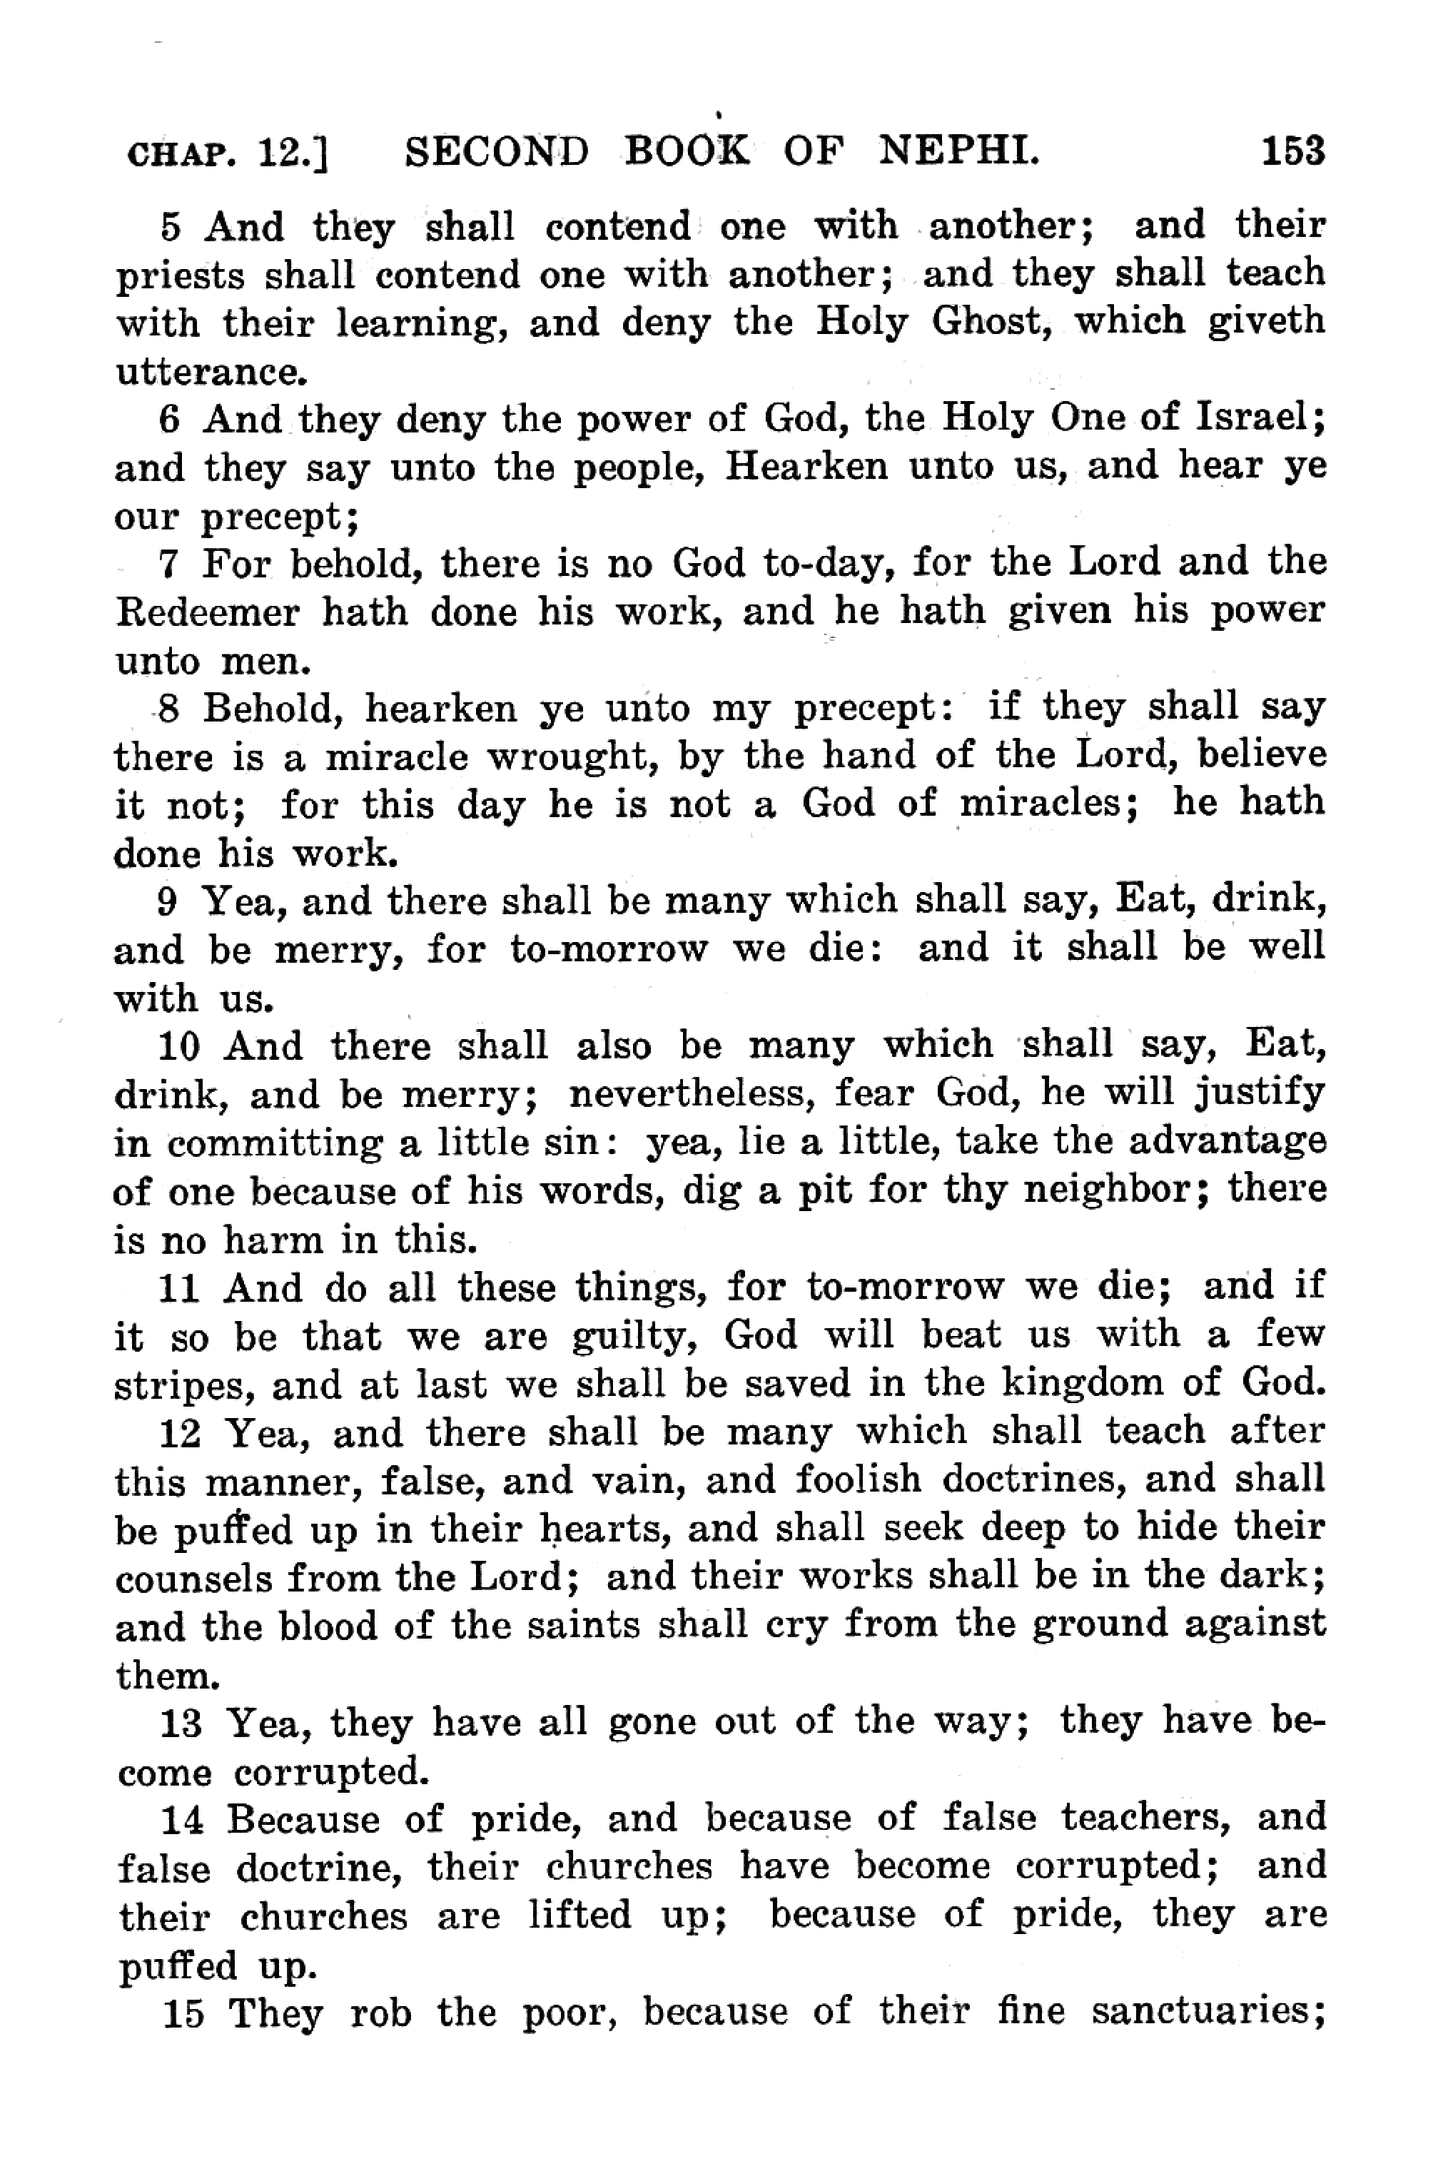 CHAP. 12.] SECOND BOOK OF NEPHI. 153
5 And they shall contend one with another; and their
priests shall contend one with another; and they shall teach
with their learning, and deny the Holy Ghost, which giveth
utterance.
6 And they deny the power of God, the Holy One of Israel;
and they say unto the people, Hearken unto us, and hear ye
our precept;
7 For behold, there is no God to-day, for the Lord and the
Redeemer hath done his work, and he hath given his power
unto men.
8 Behold, hearken ye unto my precept: if they shall say
there is a miracle wrought, by the hand of the Lord, believe
it not; for this day he is not a God of miracles; he hath
done his work.
9 Yea, and there shall be many which shall say, Eat, drink,
and be merry, for to-morrow we die: and it shall be well
with us.
10 And there shall also be many which shall say, Eat,
drink, and be merry; nevertheless, fear God, he will justify
in committing a little sin: yea, lie a little, take the advantage
of one because of his words, dig a pit for thy neighbor; there
is no harm in this.
11 And do all these things, for to-morrow we die; and if
it so be that we are guilty, God will beat us with a few
stripes, and at last we shall be saved in the kingdom of God.
12 Yea, and there shall be many which shall teach after
this manner, false, and vain, and foolish doctrines, and shall
be puffed up in their hearts, and shall seek deep to hide their
counsels from the Lord; and their works shall be in the dark;
and the blood of the saints shall cry from the ground against
them.
13 Yea, they have all gone out of the way; they have be-
come corrupted.
14 Because of pride, and because of false teachers, and
false doctrine, their churches have become corrupted; and
their churches are lifted up; because of pride, they are
puffed up.
15 They rob the poor, because of their fine sanctuaries;